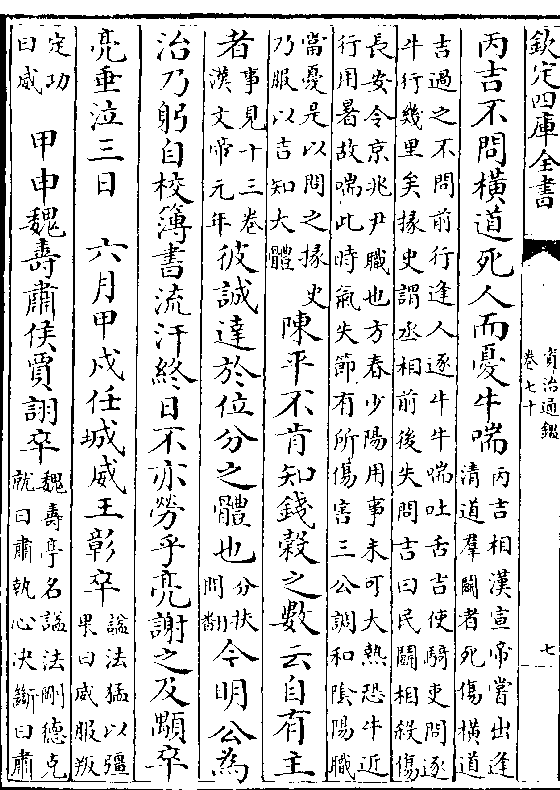 欽定四庫全書
資治通鑑
卷七十
七
丙吉不問橫道死人而憂牛喘丙吉相漢宣帝嘗出逢清道羣鬬者死傷橫道
吉過之不問前行逢人逐牛牛喘吐舌吉使騎吏問逐
牛行幾里矣掾史謂丞相前後失問吉曰民鬬相殺傷
長安令京兆尹職也方春少陽用事未可大熱恐牛近
行用暑故喘此時氣失節有所傷害三公調和陰陽職
當憂是以問之掾史乃服以吉知大體陳平不肯知錢穀之數云自有主
者事見十三卷漢文帝元年彼誠達於位分之體也分扶問翻今明公為
治乃躬自校簿書流汗終日不亦勞乎亮謝之及顒卒
亮垂泣三日 六月甲戌任城威王彰卒諡法猛以彊果曰威服叛
定功曰威 甲申魏壽肅侯賈詡卒魏壽亭名諡法剛德克就曰肅執心決斷曰肅